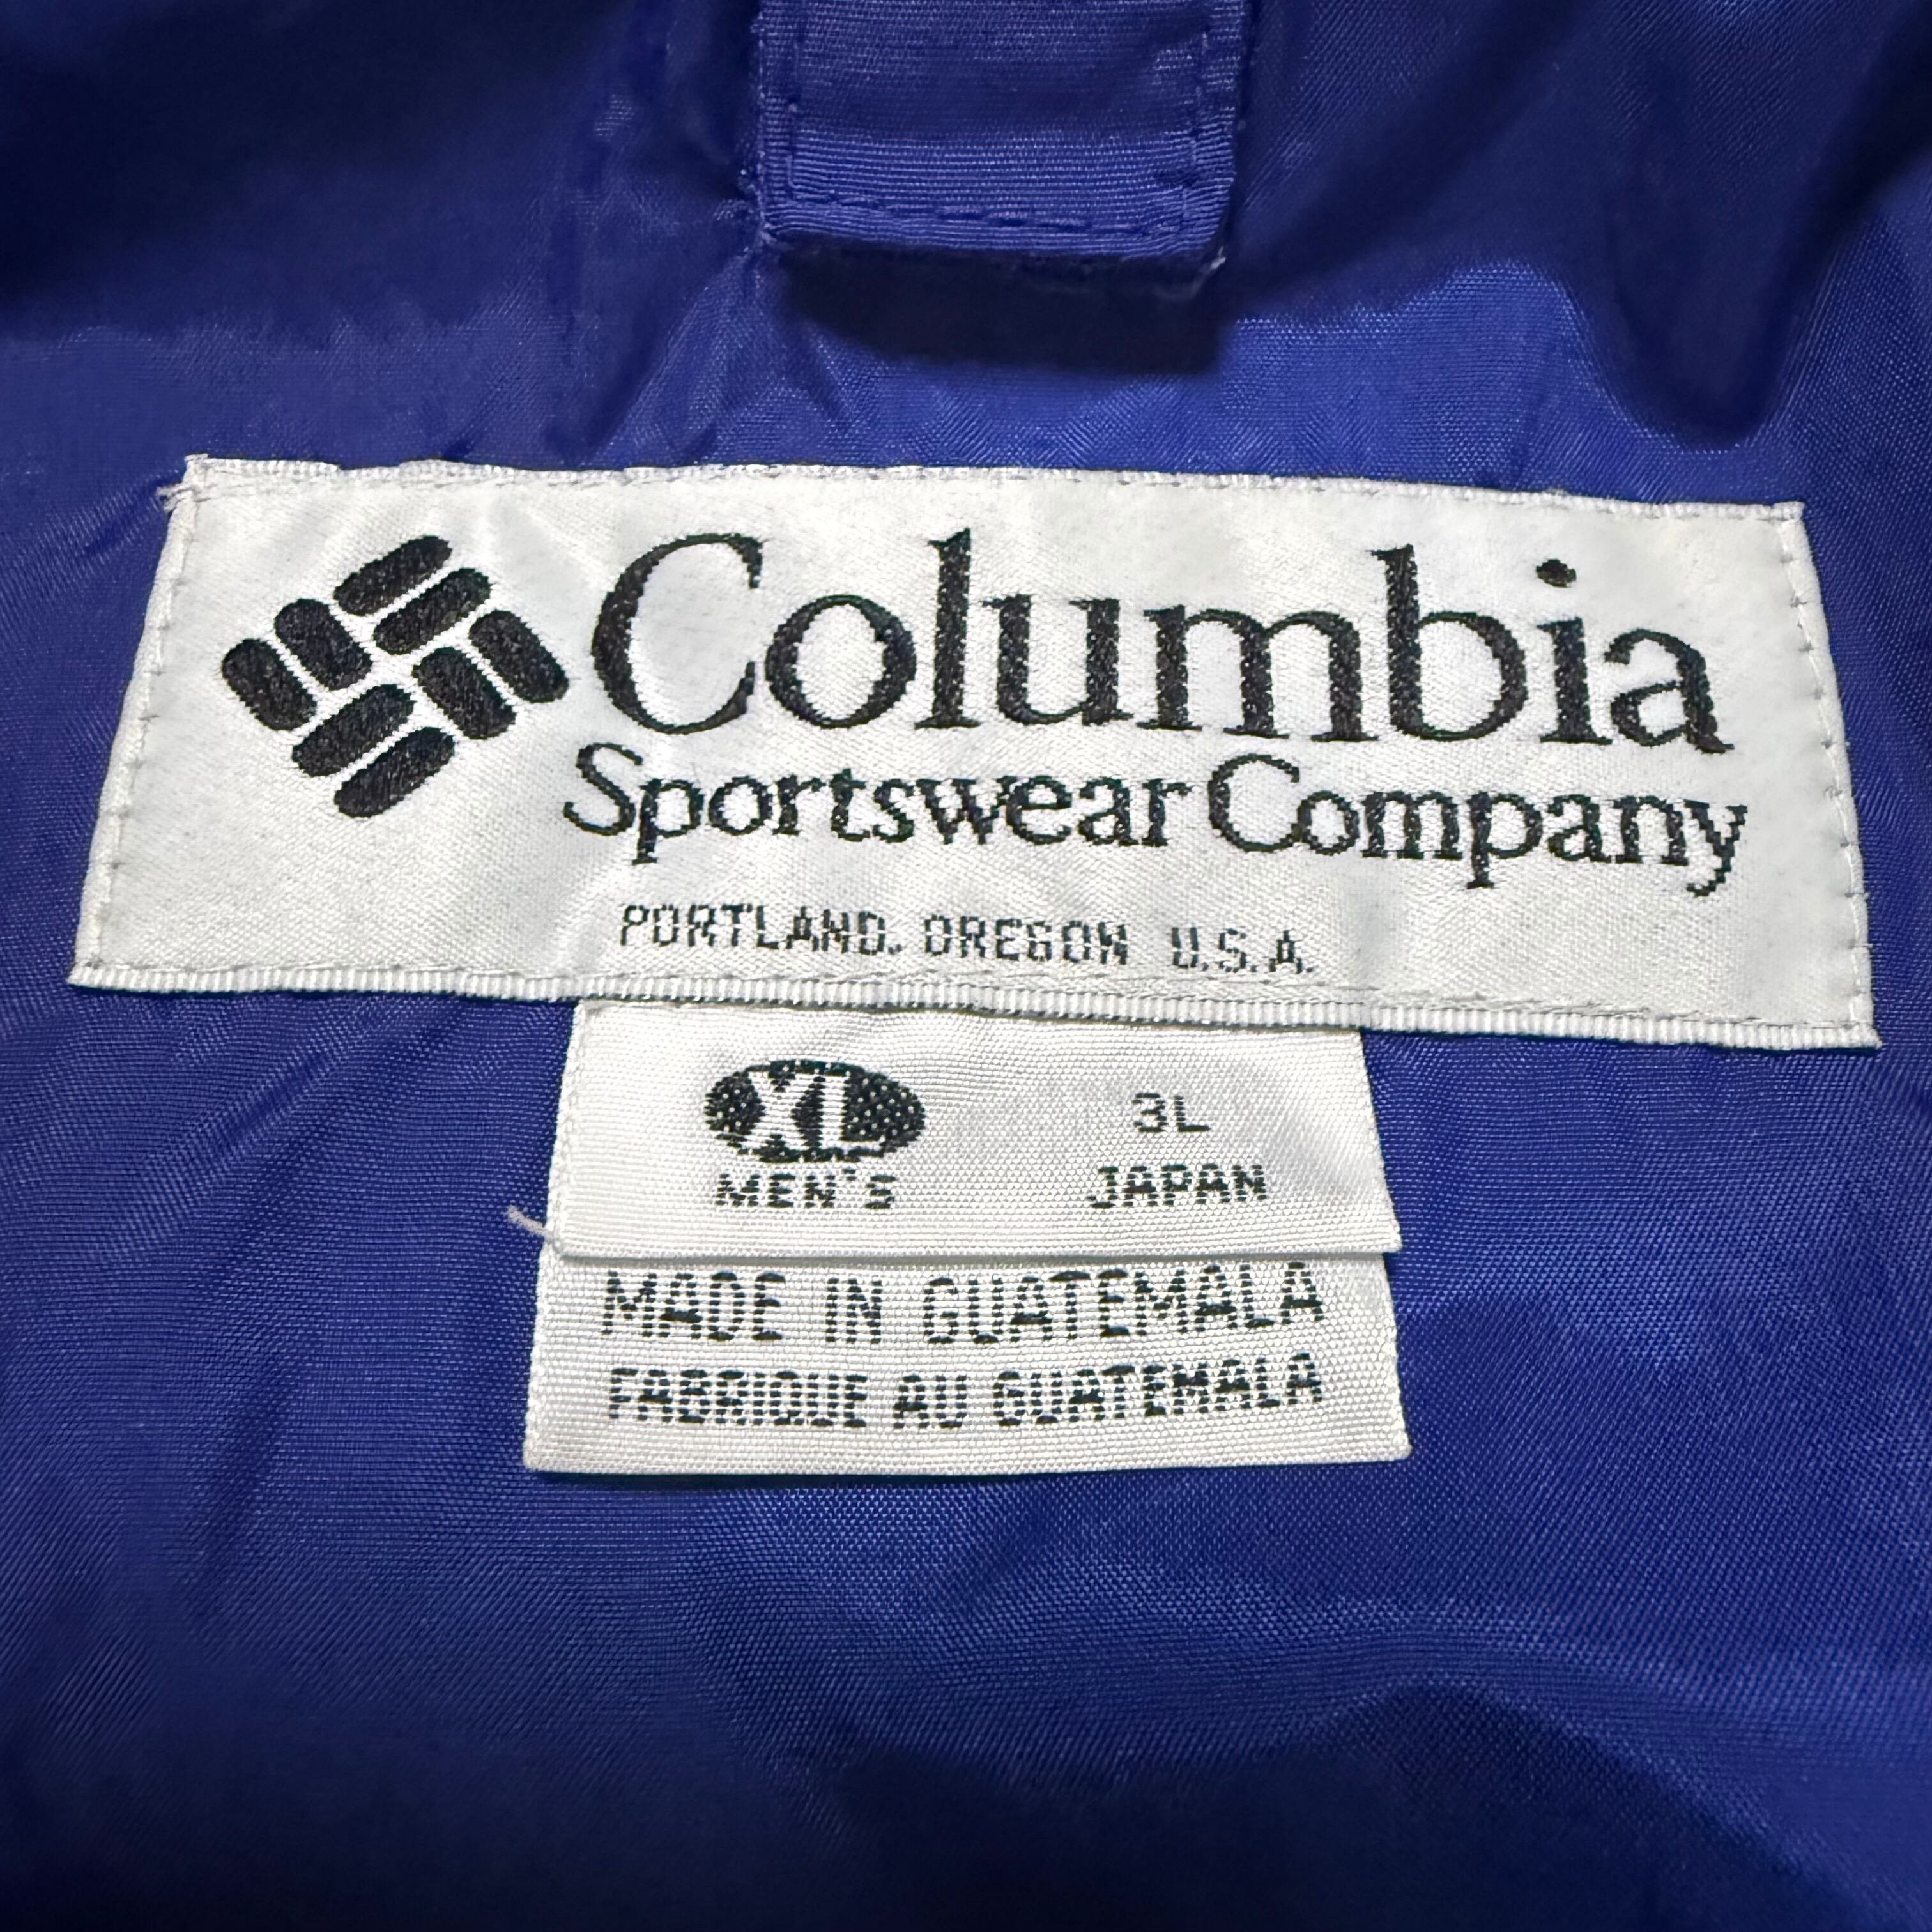 Columbia
Sportswear Company
PORTLAND, OREGON U.S.A.
XL 3L
MEN'S JAPAN
MADE IN GUATEMALA
FABRIQUE AU GUATEMALA